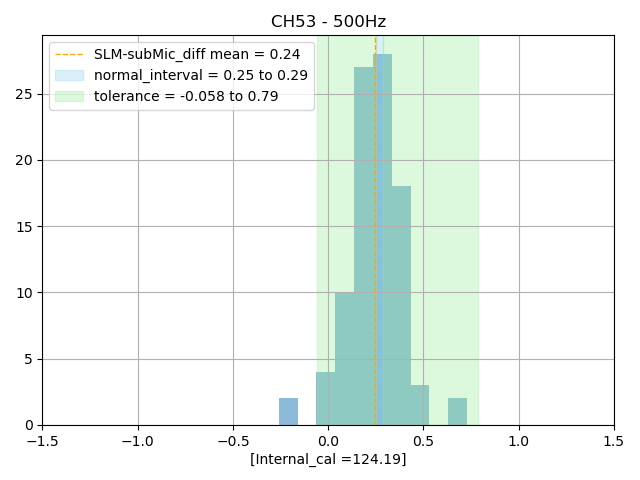 CH53 - 500Hz
SLM-subMic_diff mean = 0.24
normal_interval = 0.25 to 0.29
tolerance = -0.058 to 0.79
25
20
15
10
5
0
−1.5 −1.0 −0.5 0.0 0.5 1.0 1.5
[Internal_cal =124.19]